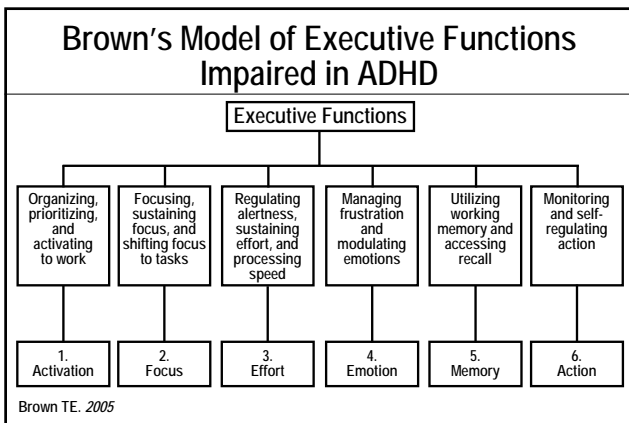 Brown's Model of Executive Functions
Impaired in ADHD
Executive Functions
Organizing,
prioritizing,
and
activating
to work
Focusing,
sustaining
focus, and
shifting focus
to tasks
Regulating
alertness,
sustaining
effort, and
processing
speed
Managing
frustration
and
modulating
emotions
Utilizing
working
memory and
accessing
recall
Monitoring
and self-
regulating
action
1.
Activation
2.
Focus
3.
Effort
4.
Emotion
5.
Memory
6.
Action
Brown TE. 2005